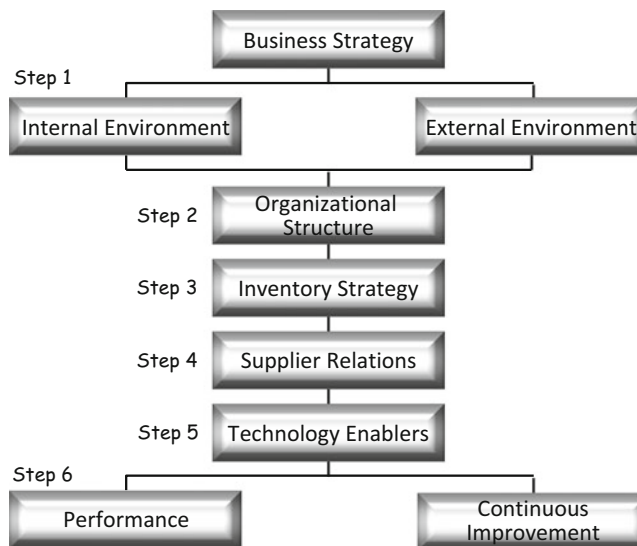 Business Strategy
Step 1
Internal Environment
External Environment
Step 2
Organizational
Structure
Step 3
Inventory Strategy
Step 4
Supplier Relations
Step 5
Technology Enablers
Step 6
Performance
Continuous
Improvement